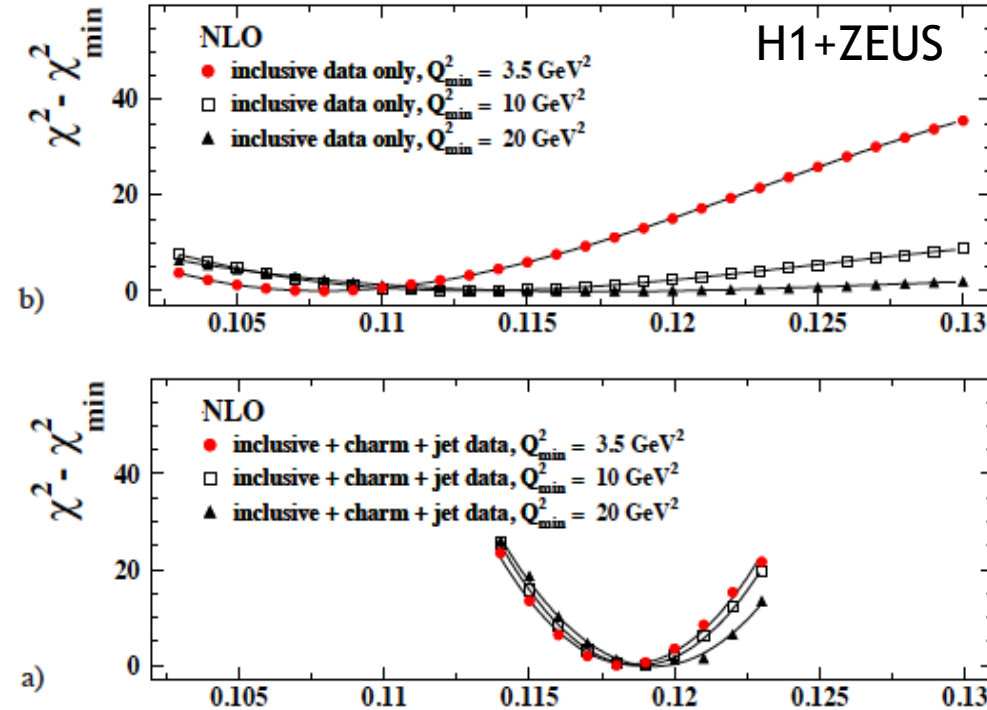 χ² - χ²min
NLO
H1+ZEUS
inclusive data only, Q²min = 3.5 GeV²
inclusive data only, Q²min = 10 GeV²
inclusive data only, Q²min = 20 GeV²
40
20
0
b)
0.105 0.11 0.115 0.12 0.125 0.13
χ² - χ²min
NLO
inclusive + charm + jet data, Q²min = 3.5 GeV²
inclusive + charm + jet data, Q²min = 10 GeV²
inclusive + charm + jet data, Q²min = 20 GeV²
40
20
0
a)
0.105 0.11 0.115 0.12 0.125 0.13